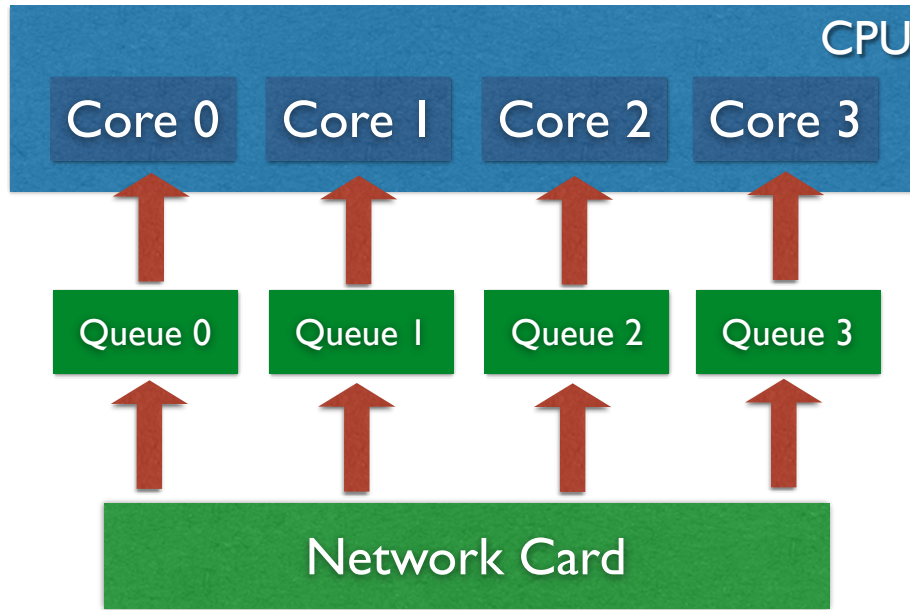 CPU
Core 0
Core 1
Core 2
Core 3
Queue 0
Queue 1
Queue 2
Queue 3
Network Card